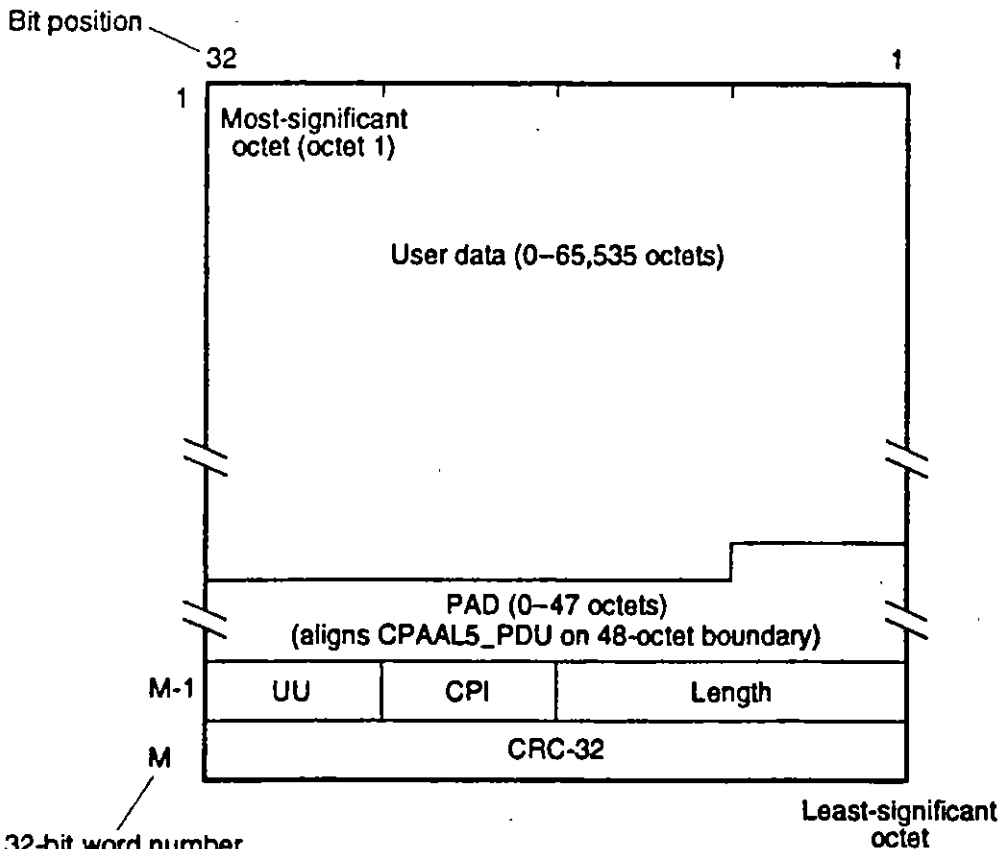 Bit position
32 1
1
Most-significant
octet (octet 1)
User data (0–65,535 octets)
PAD (0–47 octets)
(aligns CPAAL5_PDU on 48-octet boundary)
M-1 UU CPI Length
M CRC-32
Least-significant
octet
32-bit word number